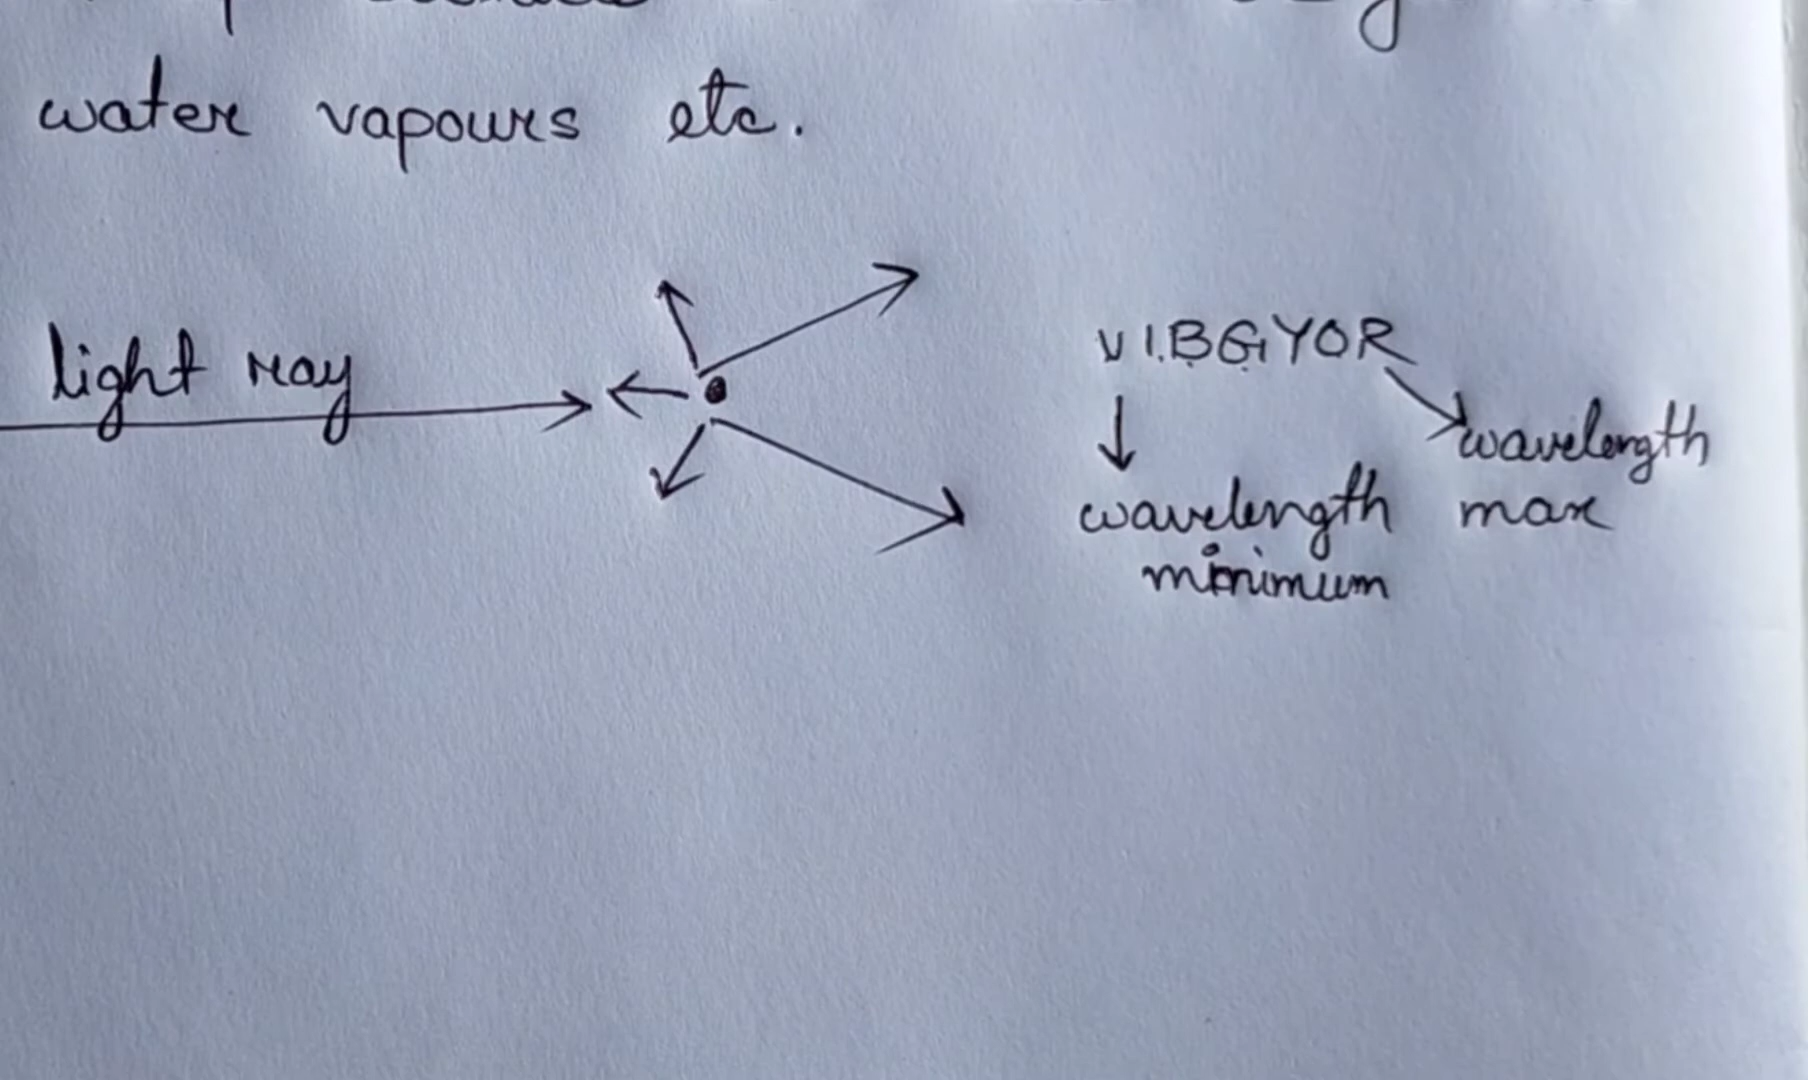 water vapours etc.
light ray
VIBGYOR
wavelength
minimum
wavelength
max